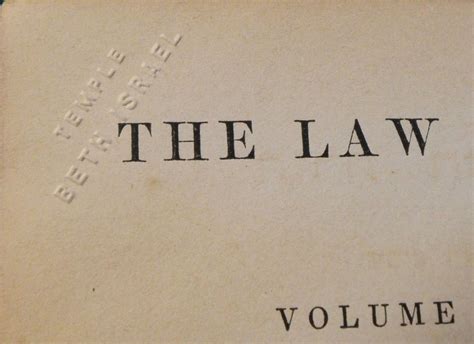 TEMPLE
BETH ISRAEL
THE LAW
VOLUME